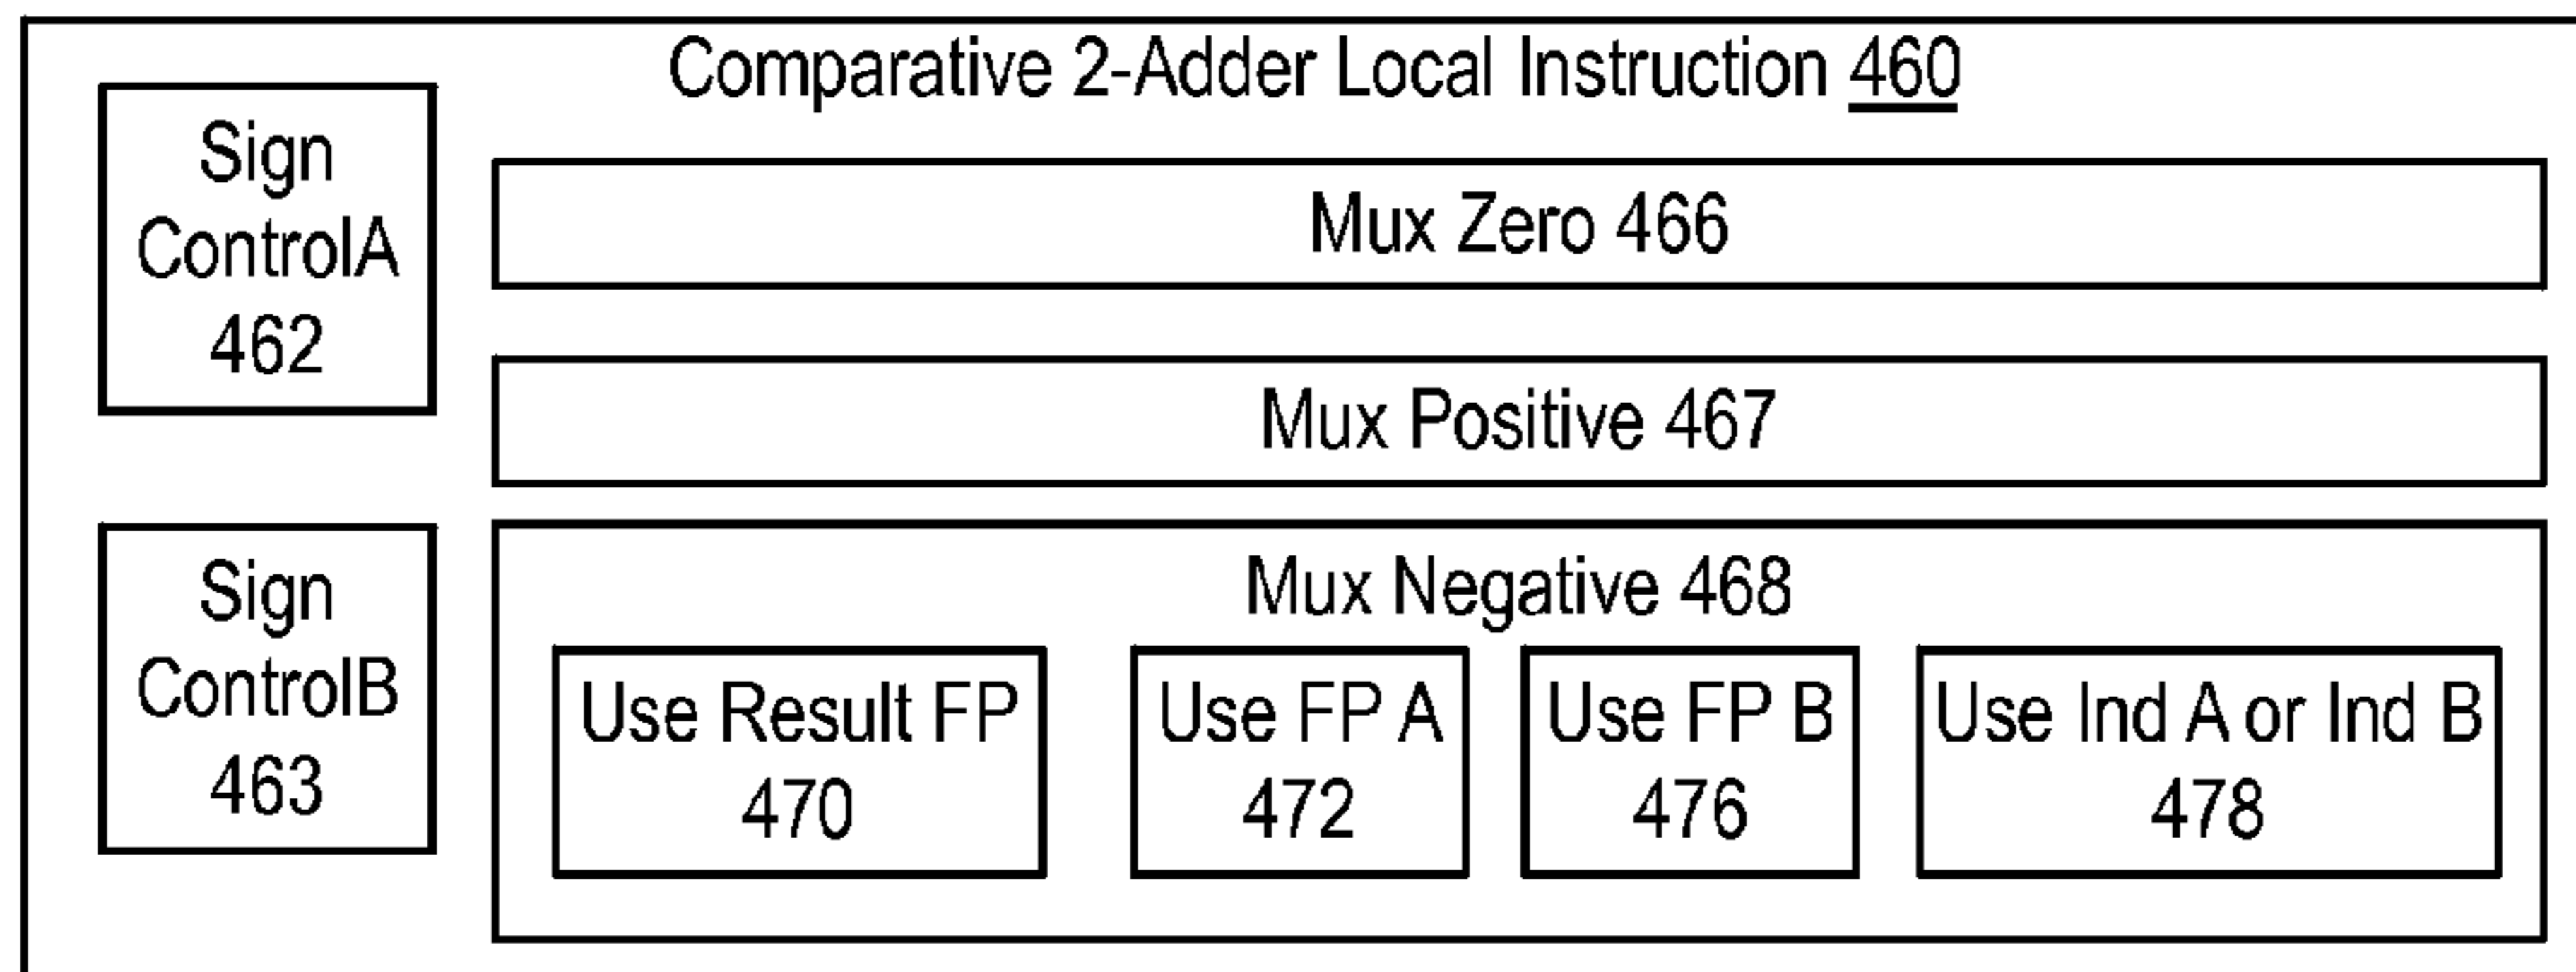 Comparative 2-Adder Local Instruction 460
Sign
ControlA
462
Mux Zero 466
Mux Positive 467
Sign
ControlB
463
Mux Negative 468
Use Result FP
470
Use FP A
472
Use FP B
476
Use Ind A or Ind B
478